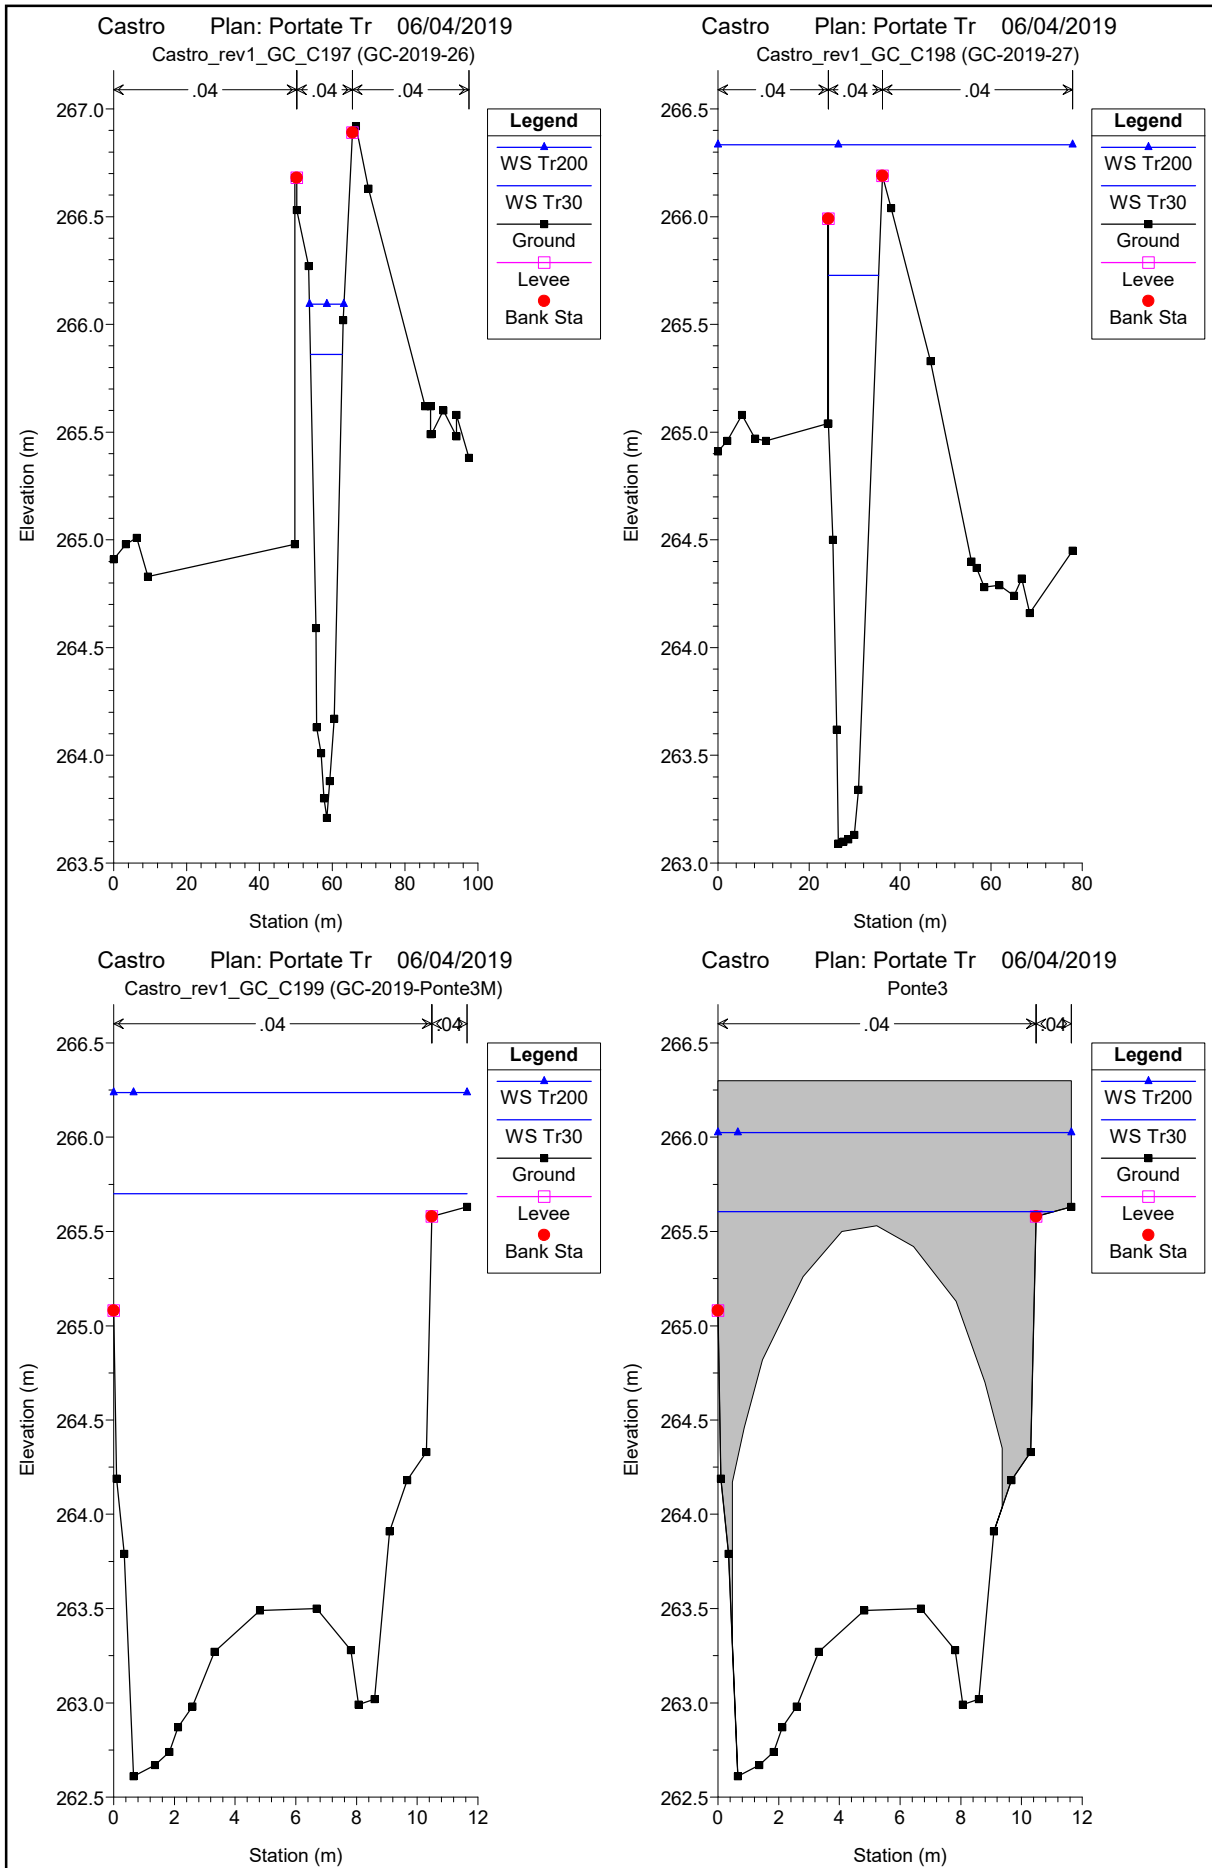 Castro Plan: Portate Tr 06/04/2019
Castro_rev1_GC_C197 (GC-2019-26)
.04 .04 .04
267.0
266.5
266.0
265.5
265.0
264.5
264.0
263.5
Elevation (m)
0 20 40 60 80 100
Station (m)
Legend
WS Tr200
WS Tr30
Ground
Levee
Bank Sta
Castro Plan: Portate Tr 06/04/2019
Castro_rev1_GC_C198 (GC-2019-27)
.04 .04 .04
266.5
266.0
265.5
265.0
264.5
264.0
263.5
263.0
Elevation (m)
0 20 40 60 80
Station (m)
Legend
WS Tr200
WS Tr30
Ground
Levee
Bank Sta
Castro Plan: Portate Tr 06/04/2019
Castro_rev1_GC_C199 (GC-2019-Ponte3M)
.04 .04
266.5
266.0
265.5
265.0
264.5
264.0
263.5
263.0
262.5
Elevation (m)
0 2 4 6 8 10 12
Station (m)
Legend
WS Tr200
WS Tr30
Ground
Levee
Bank Sta
Castro Plan: Portate Tr 06/04/2019
Ponte3
.04 .04
266.5
266.0
265.5
265.0
264.5
264.0
263.5
263.0
262.5
Elevation (m)
0 2 4 6 8 10 12
Station (m)
Legend
WS Tr200
WS Tr30
Ground
Levee
Bank Sta